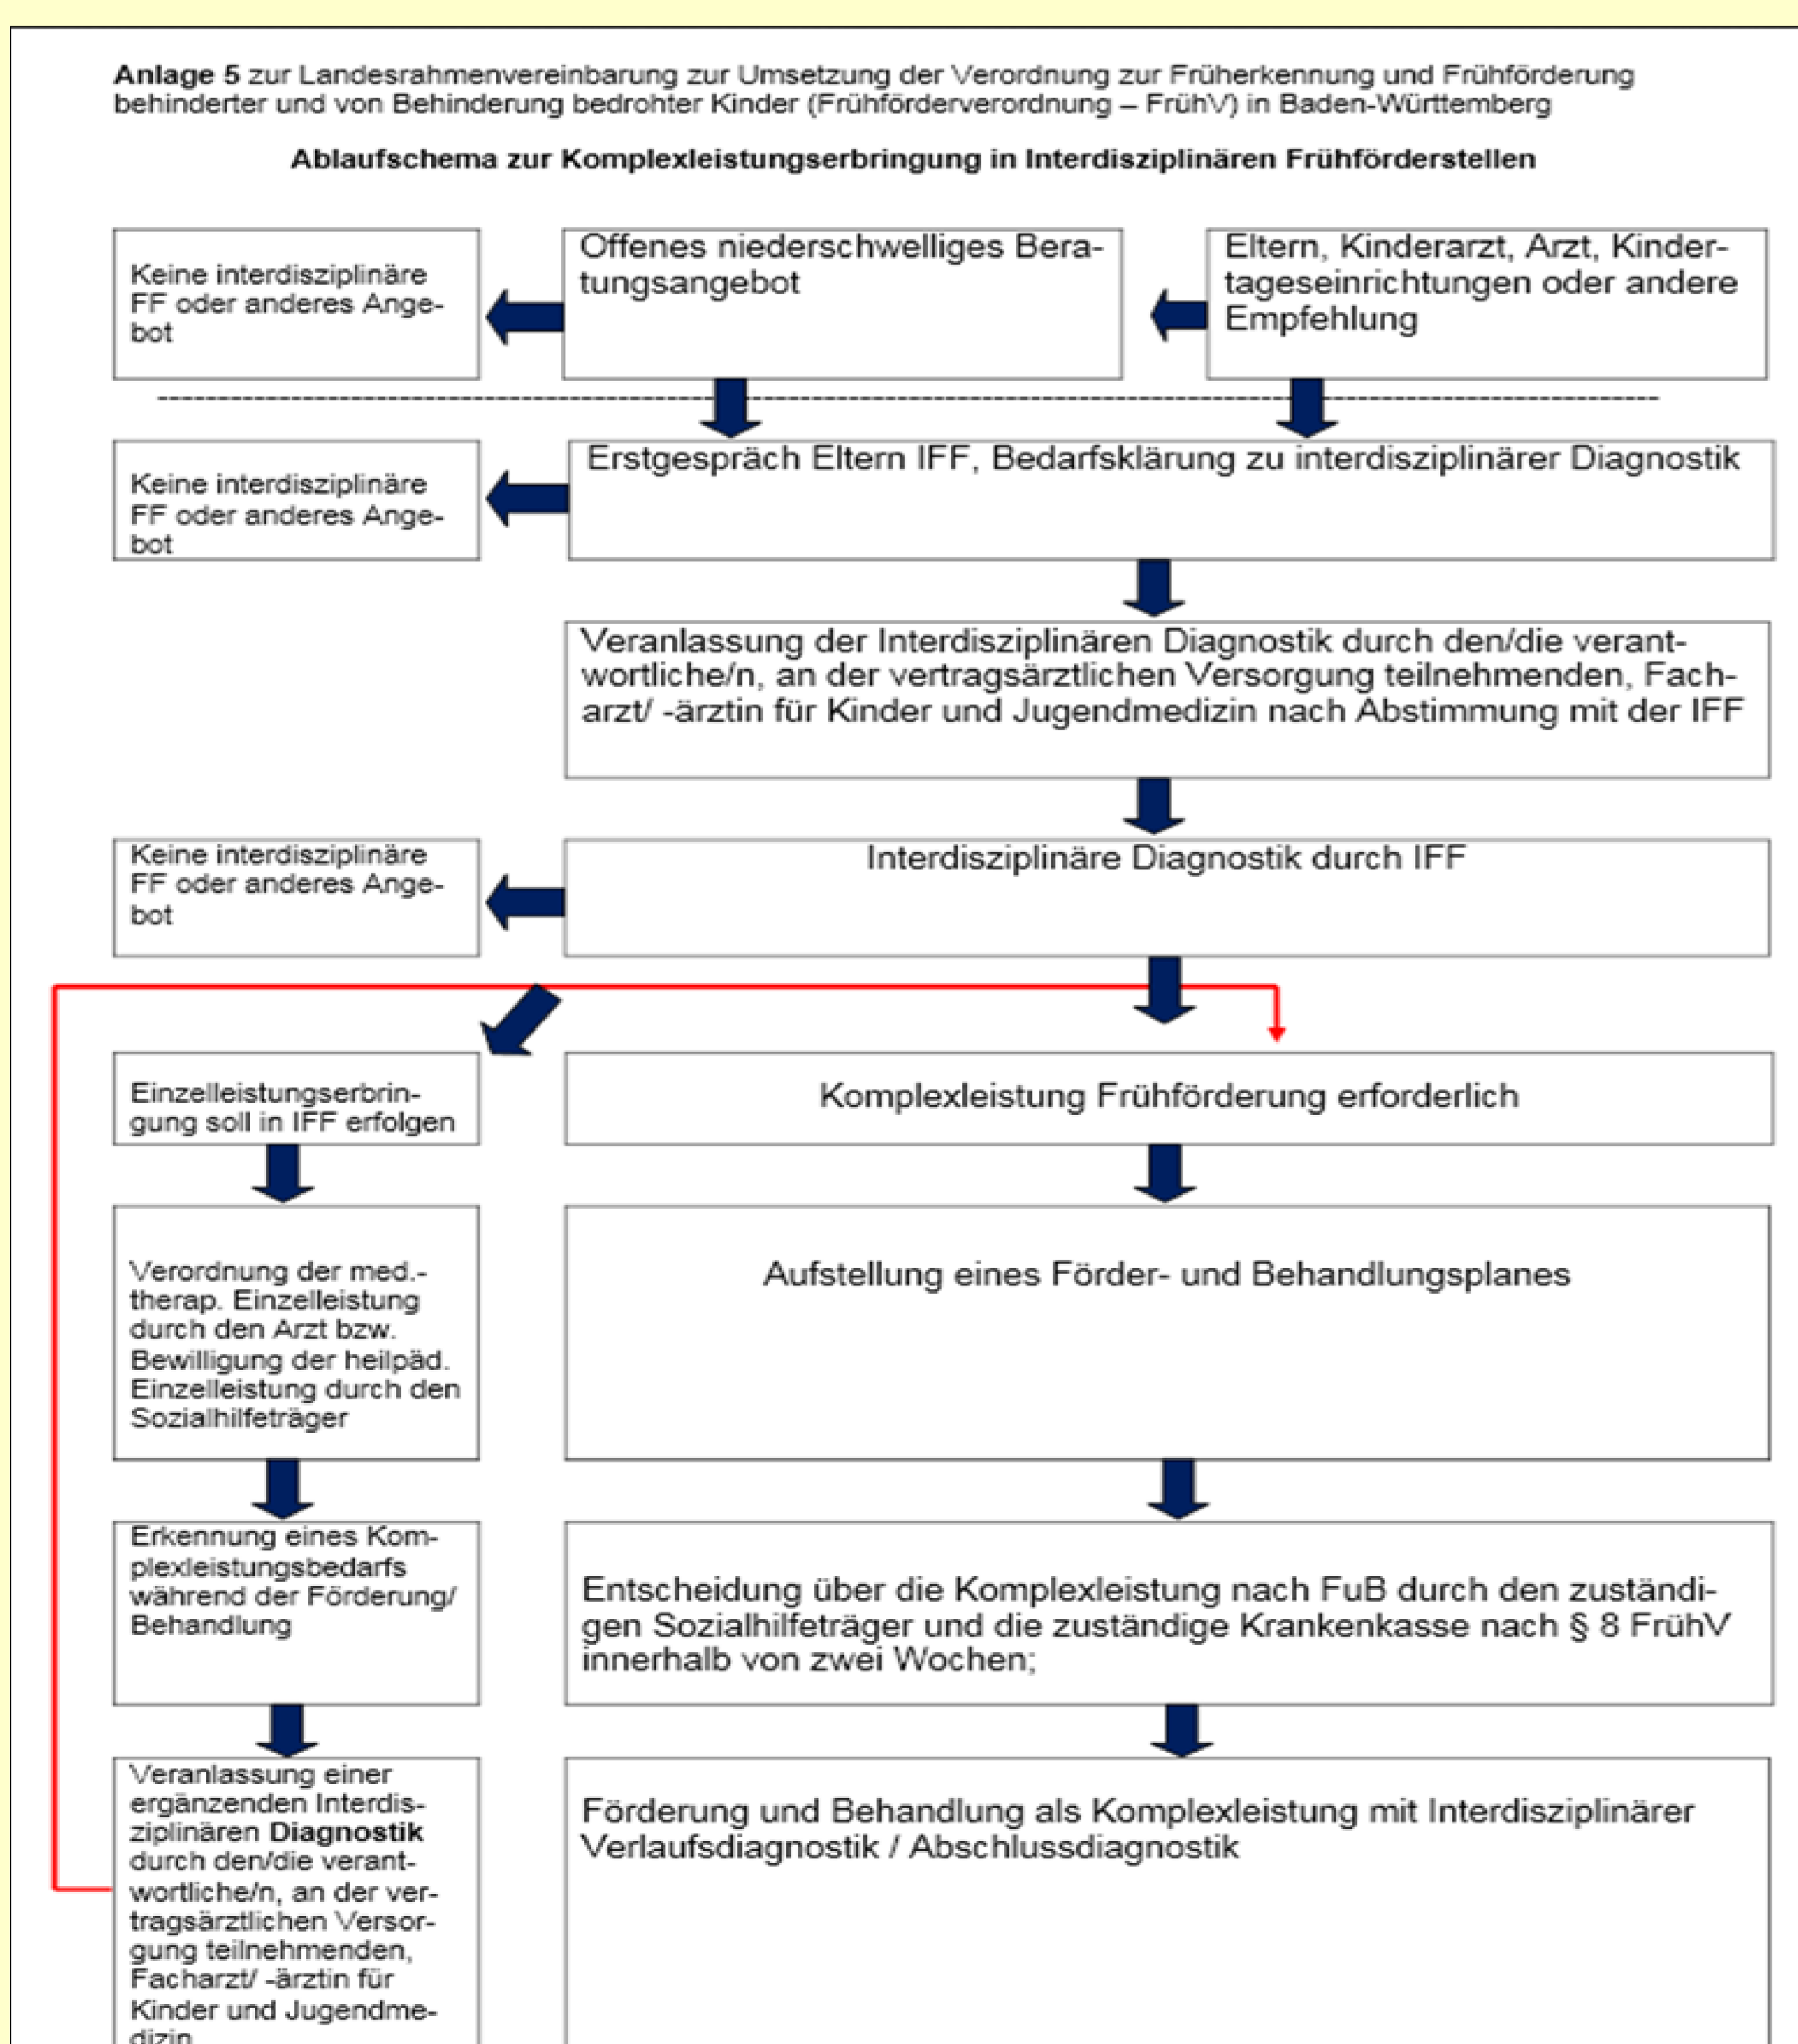 Anlage 5 zur Landesrahmenvereinbarung zur Umsetzung der Verordnung zur Früherkennung und Frühförderung
behinderter und von Behinderung bedrohter Kinder (Frühförderverordnung – FrühV) in Baden-Württemberg
Ablaufschema zur Komplexleistungserbringung in Interdisziplinären Frühförderstellen
Keine interdisziplinäre
FF oder anderes Ange-
bot
Offenes niederschwelliges Bera-
tungsangebot
Eltern, Kinderarzt, Arzt, Kinder-
tageseinrichtungen oder andere
Empfehlung
Keine interdisziplinäre
FF oder anderes Ange-
bot
Erstgespräch Eltern IFF, Bedarfsklärung zu interdisziplinärer Diagnostik
Veranlassung der Interdisziplinären Diagnostik durch den/die verant-
wortliche/n, an der vertragsärztlichen Versorgung teilnehmenden, Fach-
arzt/ -ärztin für Kinder und Jugendmedizin nach Abstimmung mit der IFF
Keine interdisziplinäre
FF oder anderes Ange-
bot
Interdisziplinäre Diagnostik durch IFF
Einzelleistungserbrin-
gung soll in IFF erfolgen
Komplexleistung Frühförderung erforderlich
Verordnung der med.-
therap. Einzelleistung
durch den Arzt bzw.
Bewilligung der heilpäd.
Einzelleistung durch den
Sozialhilfeträger
Aufstellung eines Förder- und Behandlungsplanes
Erkennung eines Kom-
plexleistungsbedarfs
während der Förderung/
Behandlung
Entscheidung über die Komplexleistung nach FuB durch den zuständi-
gen Sozialhilfeträger und die zuständige Krankenkasse nach § 8 FrühV
innerhalb von zwei Wochen;
Veranlassung einer
ergänzenden Interdis-
ziplinären Diagnostik
durch den/die verant-
wortliche/n, an der ver-
tragsärztlichen Versor-
gung teilnehmenden,
Facharzt/ -ärztin für
Kinder und Jugendme-
dizin
Förderung und Behandlung als Komplexleistung mit Interdisziplinärer
Verlaufsdiagnostik / Abschlussdiagnostik